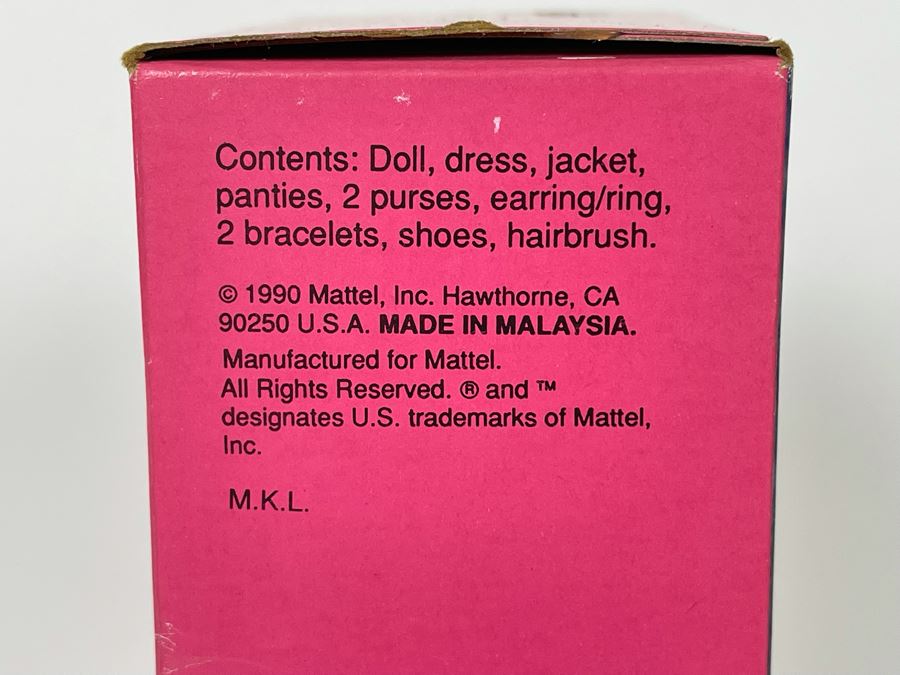 Contents: Doll, dress, jacket,
panties, 2 purses, earring/ring,
2 bracelets, shoes, hairbrush.
© 1990 Mattel, Inc. Hawthorne, CA
90250 U.S.A. MADE IN MALAYSIA.
Manufactured for Mattel.
All Rights Reserved. ® and ™
designates U.S. trademarks of Mattel,
Inc.
M.K.L.